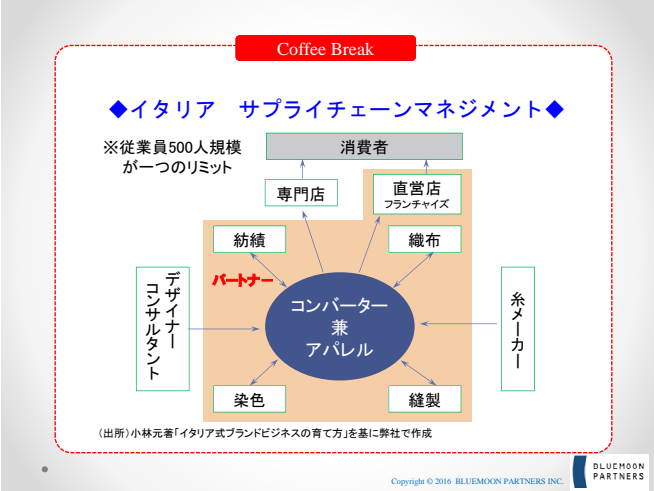 Coffee Break
◆イタリア　サプライチェーンマネジメント◆
※従業員500人規模
が一つのリミット
消費者
専門店
直営店
フランチャイズ
紡績
織布
パートナー
デザイナー
コンサルタント
コンバーター
兼
アパレル
糸メーカー
染色
縫製
（出所）小林元著「イタリア式ブランドビジネスの育て方」を基に弊社で作成
Copyright © 2016 BLUEMOON PARTNERS INC.
BLUEMOON
PARTNERS